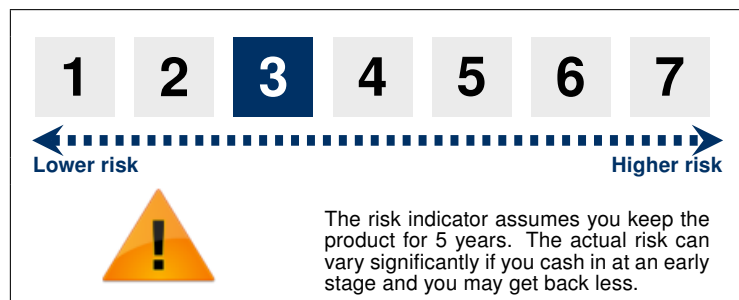 1 2 3 4 5 6 7
Lower risk Higher risk
!
The risk indicator assumes you keep the
product for 5 years. The actual risk can
vary significantly if you cash in at an early
stage and you may get back less.